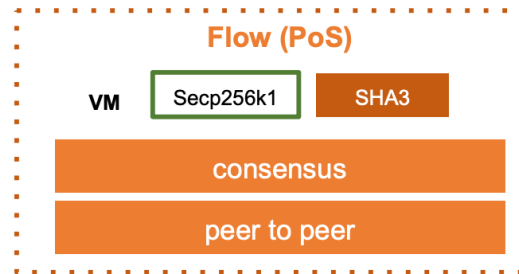 Flow (PoS)
VM Secp256k1 SHA3
consensus
peer to peer